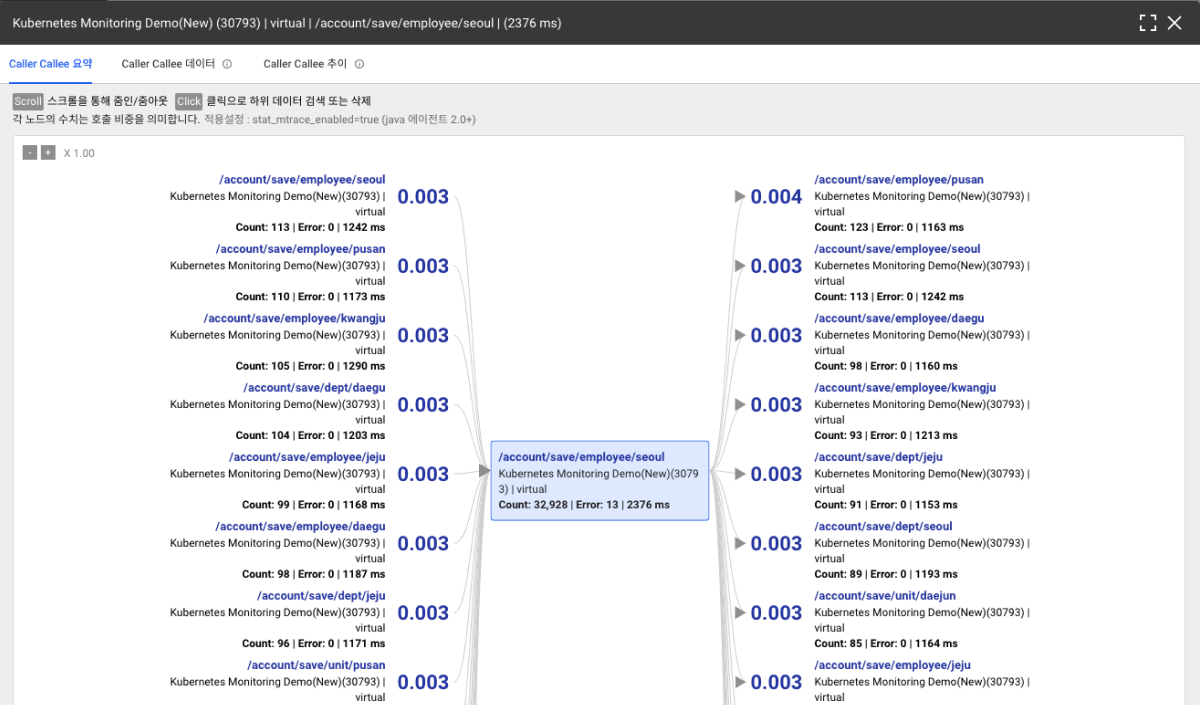 Kubernetes Monitoring Demo(New) (30793) | virtual | /account/save/employee/seoul | (2376 ms)
Caller Callee 요약
Caller Callee 데이터
Caller Callee 추이
Scroll 스크롤을 통해 줌인/줌아웃 Click 클릭으로 하위 데이터 검색 또는 삭제
각 노드의 수치는 호출 비중을 의미합니다. 적용설정 : stat_mtrace_enabled=true (java 에이전트 2.0+)
- + X 1.00
/account/save/employee/seoul
Kubernetes Monitoring Demo(New)(30793) |
virtual
Count: 113 | Error: 0 | 1242 ms
0.003
/account/save/employee/pusan
Kubernetes Monitoring Demo(New)(30793) |
virtual
Count: 110 | Error: 0 | 1173 ms
0.003
/account/save/employee/kwangju
Kubernetes Monitoring Demo(New)(30793) |
virtual
Count: 105 | Error: 0 | 1290 ms
0.003
/account/save/dept/daegu
Kubernetes Monitoring Demo(New)(30793) |
virtual
Count: 104 | Error: 0 | 1203 ms
0.003
/account/save/employee/jeju
Kubernetes Monitoring Demo(New)(30793) |
virtual
Count: 99 | Error: 0 | 1168 ms
0.003
/account/save/employee/daegu
Kubernetes Monitoring Demo(New)(30793) |
virtual
Count: 98 | Error: 0 | 1187 ms
0.003
/account/save/dept/jeju
Kubernetes Monitoring Demo(New)(30793) |
virtual
Count: 96 | Error: 0 | 1171 ms
0.003
/account/save/unit/pusan
Kubernetes Monitoring Demo(New)(30793) |
virtual
0.003
/account/save/employee/seoul
Kubernetes Monitoring Demo(New)(3079
3) | virtual
Count: 32,928 | Error: 13 | 2376 ms
0.004
/account/save/employee/pusan
Kubernetes Monitoring Demo(New)(30793) |
virtual
Count: 123 | Error: 0 | 1163 ms
0.003
/account/save/employee/seoul
Kubernetes Monitoring Demo(New)(30793) |
virtual
Count: 113 | Error: 0 | 1242 ms
0.003
/account/save/employee/daegu
Kubernetes Monitoring Demo(New)(30793) |
virtual
Count: 98 | Error: 0 | 1160 ms
0.003
/account/save/employee/kwangju
Kubernetes Monitoring Demo(New)(30793) |
virtual
Count: 93 | Error: 0 | 1213 ms
0.003
/account/save/dept/jeju
Kubernetes Monitoring Demo(New)(30793) |
virtual
Count: 91 | Error: 0 | 1153 ms
0.003
/account/save/dept/seoul
Kubernetes Monitoring Demo(New)(30793) |
virtual
Count: 89 | Error: 0 | 1193 ms
0.003
/account/save/unit/daejun
Kubernetes Monitoring Demo(New)(30793) |
virtual
Count: 85 | Error: 0 | 1164 ms
0.003
/account/save/employee/jeju
Kubernetes Monitoring Demo(New)(30793) |
virtual